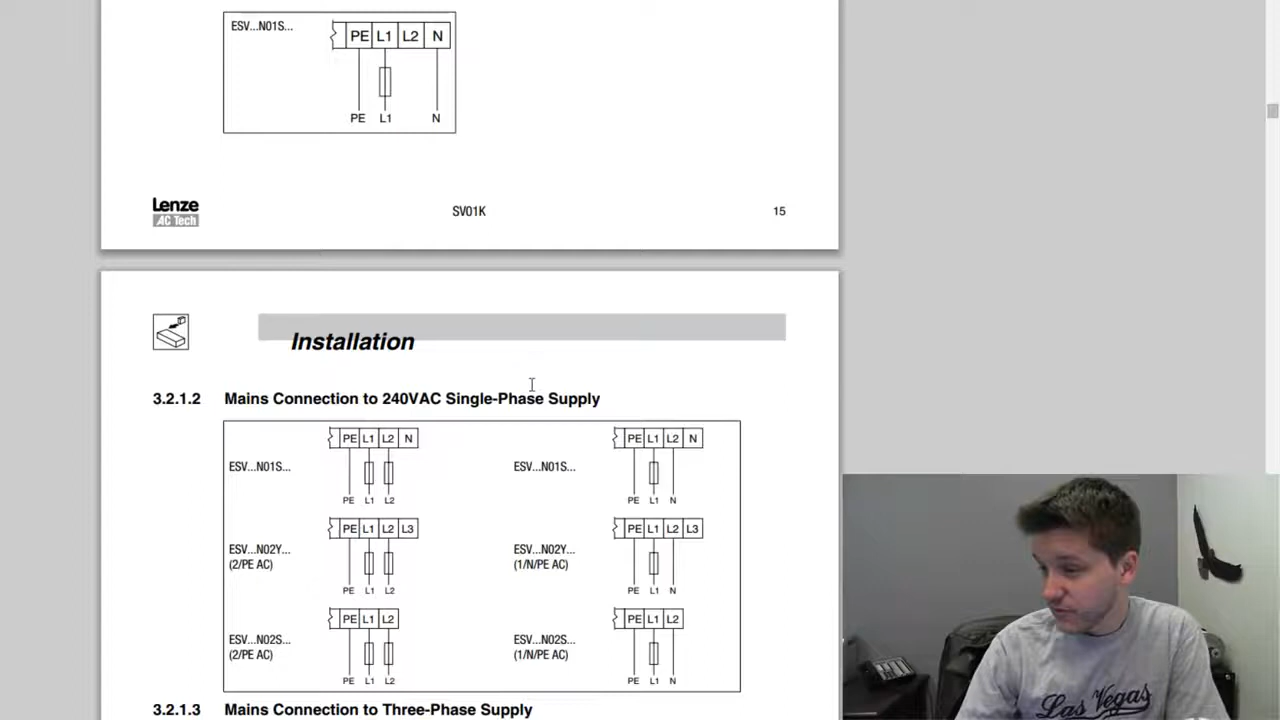 ESV...N01S...
PE L1 L2 N
PE L1 N
Lenze
AC Tech
SV01K
15
Installation
3.2.1.2 Mains Connection to 240VAC Single-Phase Supply
PE L1 L2 N
ESV...N01S...
PE L1 L2
PE L1 L2 N
ESV...N01S...
PE L1 N
PE L1 L2 L3
ESV...N02Y...
(2/PE AC)
PE L1 L2
PE L1 L2 L3
ESV...N02Y...
(1/N/PE AC)
PE L1 N
PE L1 L2
ESV...N02S...
(2/PE AC)
PE L1 L2
PE L1 L2
ESV...N02S...
(1/N/PE AC)
PE L1 N
3.2.1.3 Mains Connection to Three-Phase Supply
Las Vegas